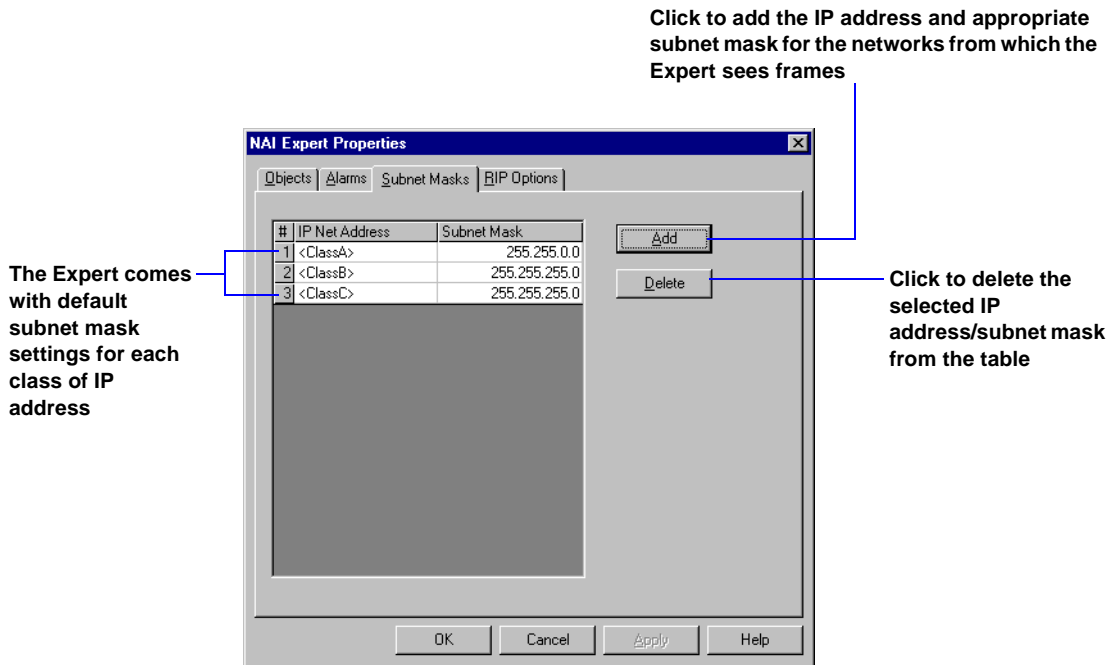 Click to add the IP address and appropriate
subnet mask for the networks from which the
Expert sees frames
NAI Expert Properties
Objects Alarms Subnet Masks RIP Options
# IP Net Address Subnet Mask
1 <ClassA> 255.255.0.0
2 <ClassB> 255.255.255.0
3 <ClassC> 255.255.255.0
Add
Delete
The Expert comes
with default
subnet mask
settings for each
class of IP
address
Click to delete the
selected IP
address/subnet mask
from the table
OK Cancel Apply Help